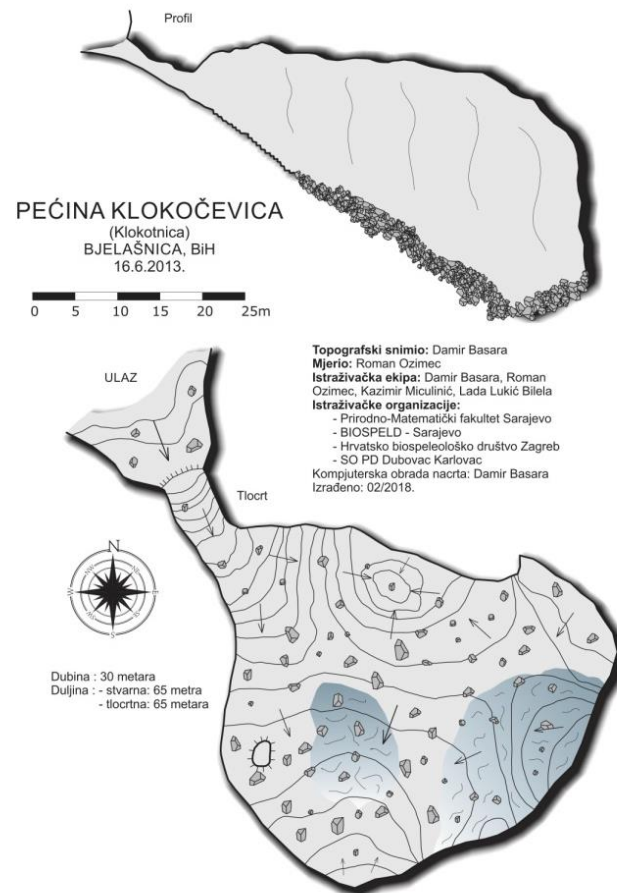 Profil
PEĆINA KLOKOČEVICA
(Klokotnica)
BJELAŠNICA, BiH
16.6.2013.
0 5 10 15 20 25m
Topografski snimio: Damir Basara
Mjerio: Roman Ozimec
Istraživačka ekipa: Damir Basara, Roman
Ozimec, Kazimir Miculinić, Lada Lukić Bilela
Istraživačke organizacije:
- Prirodno-Matematički fakultet Sarajevo
- BIOSPELD - Sarajevo
- Hrvatsko biospeleološko društvo Zagreb
- SO PD Dubovac Karlovac
Kompjuterska obrada nacrta: Damir Basara
Izrađeno: 02/2018.
ULAZ
Tlocrt
N
W E
S
Dubina : 30 metara
Duljina : - stvarna: 65 metra
- tlocrtna: 65 metara